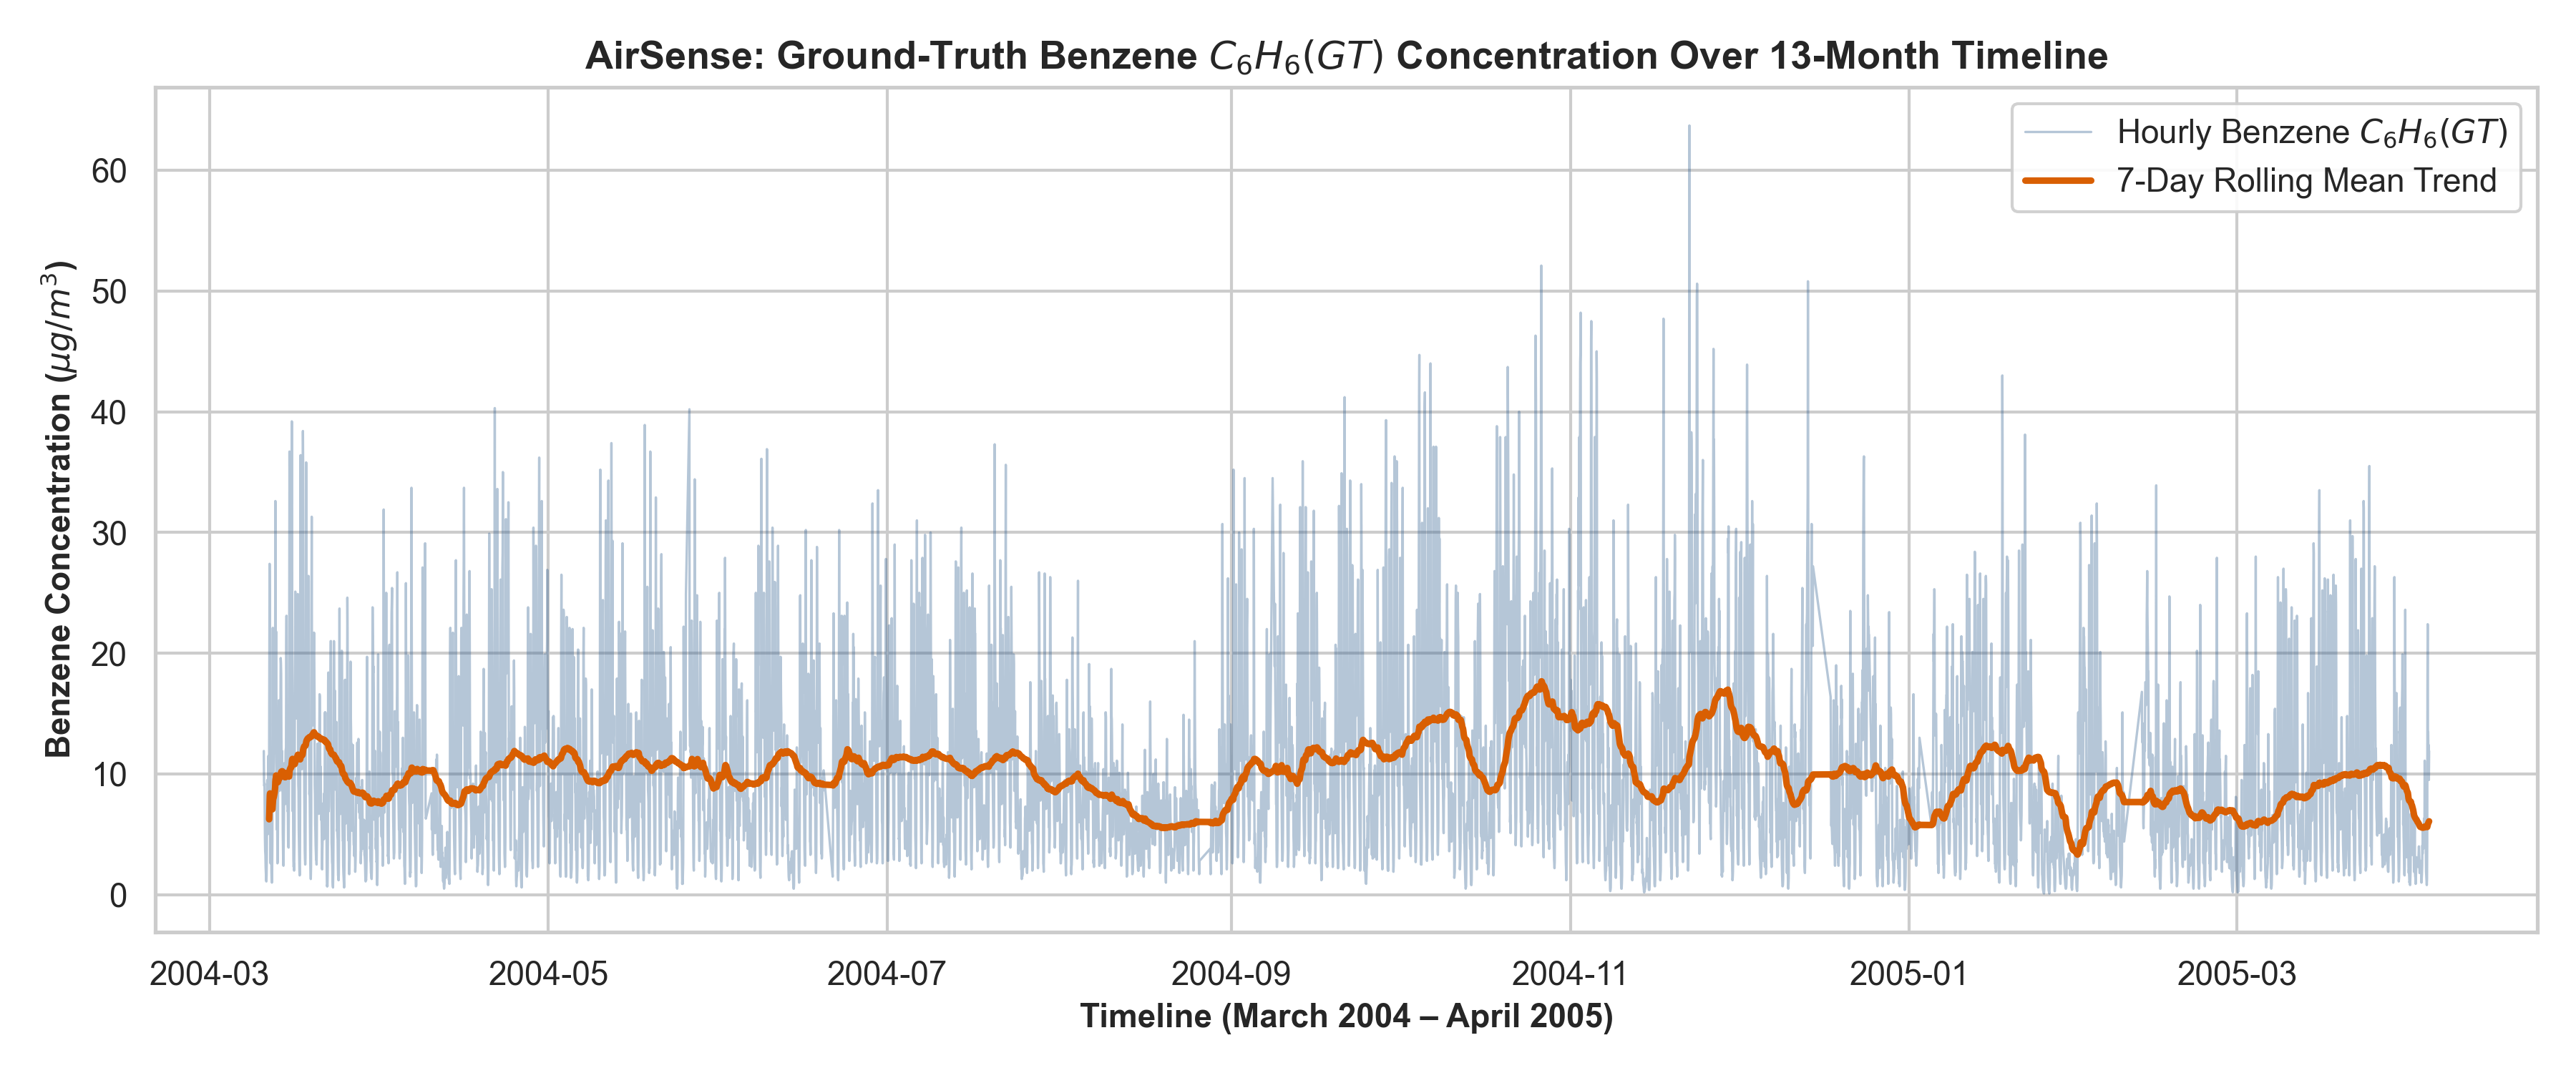 AirSense: Ground-Truth Benzene C₆H₆(GT) Concentration Over 13-Month Timeline
Hourly Benzene C₆H₆(GT)
7-Day Rolling Mean Trend
Benzene Concentration (μg/m³)
60
50
40
30
20
10
0
2004-03 2004-05 2004-07 2004-09 2004-11 2005-01 2005-03
Timeline (March 2004 – April 2005)